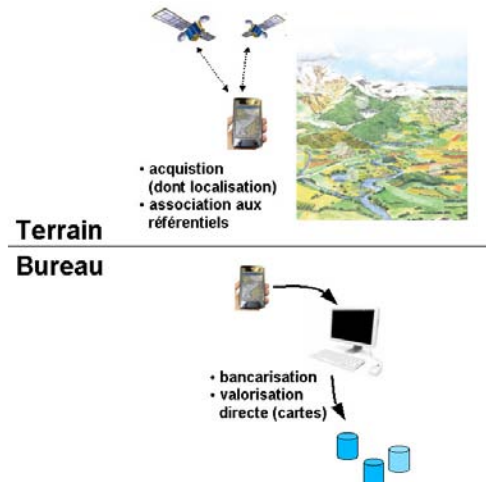 • acquistion
(dont localisation)
• association aux
référentiels
Terrain
Bureau
• bancarisation
• valorisation
directe (cartes)